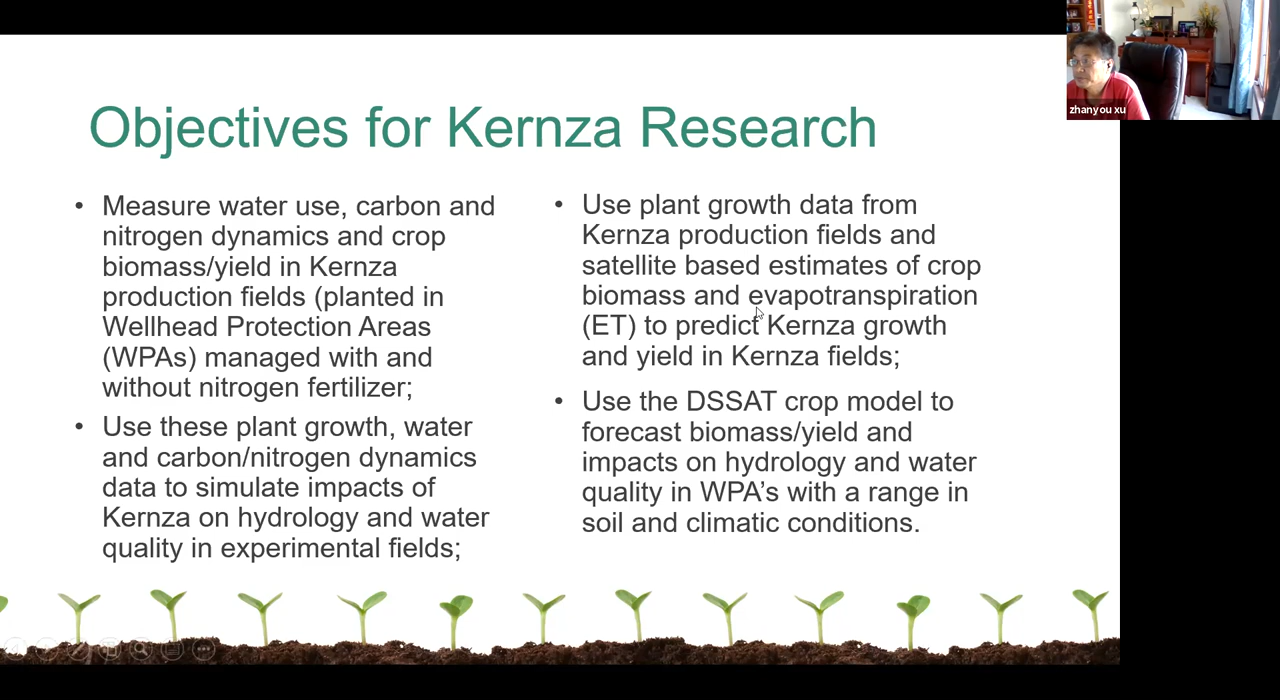 Objectives for Kernza Research
• Measure water use, carbon and
nitrogen dynamics and crop
biomass/yield in Kernza
production fields (planted in
Wellhead Protection Areas
(WPAs) managed with and
without nitrogen fertilizer;
• Use these plant growth, water
and carbon/nitrogen dynamics
data to simulate impacts of
Kernza on hydrology and water
quality in experimental fields;
• Use plant growth data from
Kernza production fields and
satellite based estimates of crop
biomass and evapotranspiration
(ET) to predict Kernza growth
and yield in Kernza fields;
• Use the DSSAT crop model to
forecast biomass/yield and
impacts on hydrology and water
quality in WPA’s with a range in
soil and climatic conditions.
zhanyou xu